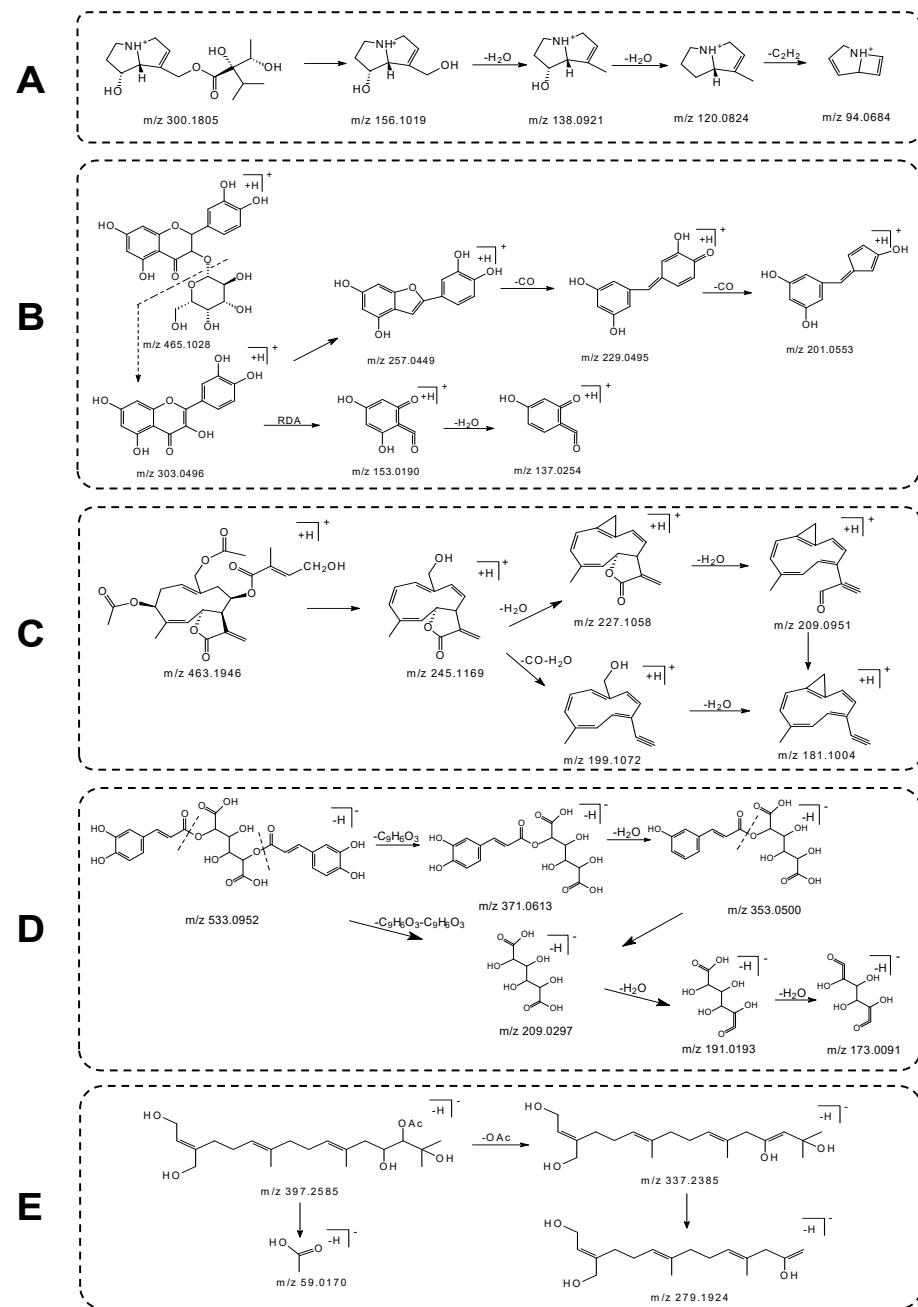 A
m/z 300.1805
m/z 156.1019
-H₂O
m/z 138.0921
-H₂O
m/z 120.0824
-C₂H₂
m/z 94.0684
B
m/z 465.1028
m/z 303.0496
m/z 257.0449
-CO
m/z 229.0495
-CO
m/z 201.0553
RDA
m/z 153.0190
-H₂O
m/z 137.0254
C
m/z 463.1946
m/z 245.1169
-H₂O
m/z 227.1058
-H₂O
m/z 209.0951
-CO-H₂O
m/z 199.1072
-H₂O
m/z 181.1004
D
m/z 533.0952
-C₉H₆O₃
m/z 371.0613
-H₂O
m/z 353.0500
-C₉H₆O₃-C₉H₆O₃
m/z 209.0297
-H₂O
m/z 191.0193
-H₂O
m/z 173.0091
E
m/z 397.2585
-OAc
m/z 337.2385
m/z 59.0170
m/z 279.1924